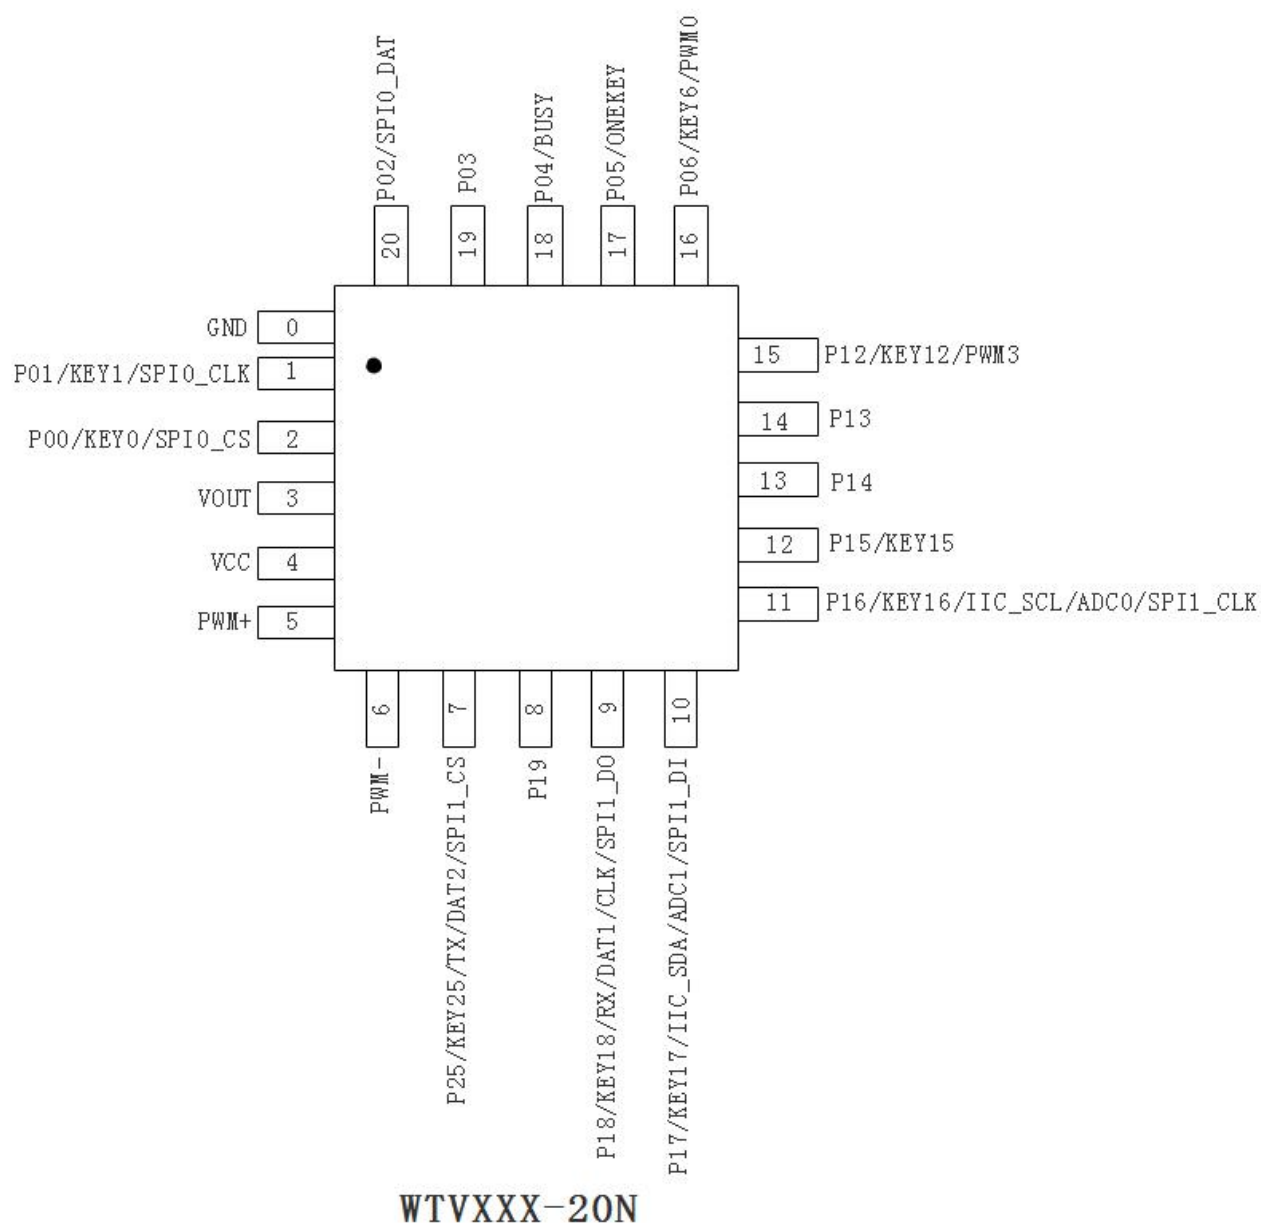 P02/SPI0_DAT
P03
P04/BUSY
P05/ONEKEY
P06/KEY6/PWM0
20
19
18
17
16
GND 0
P01/KEY1/SPI0_CLK 1
P00/KEY0/SPI0_CS 2
VOUT 3
VCC 4
PWM+ 5
15 P12/KEY12/PWM3
14 P13
13 P14
12 P15/KEY15
11 P16/KEY16/IIC_SCL/ADC0/SPI1_CLK
6
7
8
9
10
PWM-
P25/KEY25/TX/DAT2/SPI1_CS
P19
P18/KEY18/RX/DAT1/CLK/SPI1_DO
P17/KEY17/IIC_SDA/ADC1/SPI1_DI
WTVXXX-20N